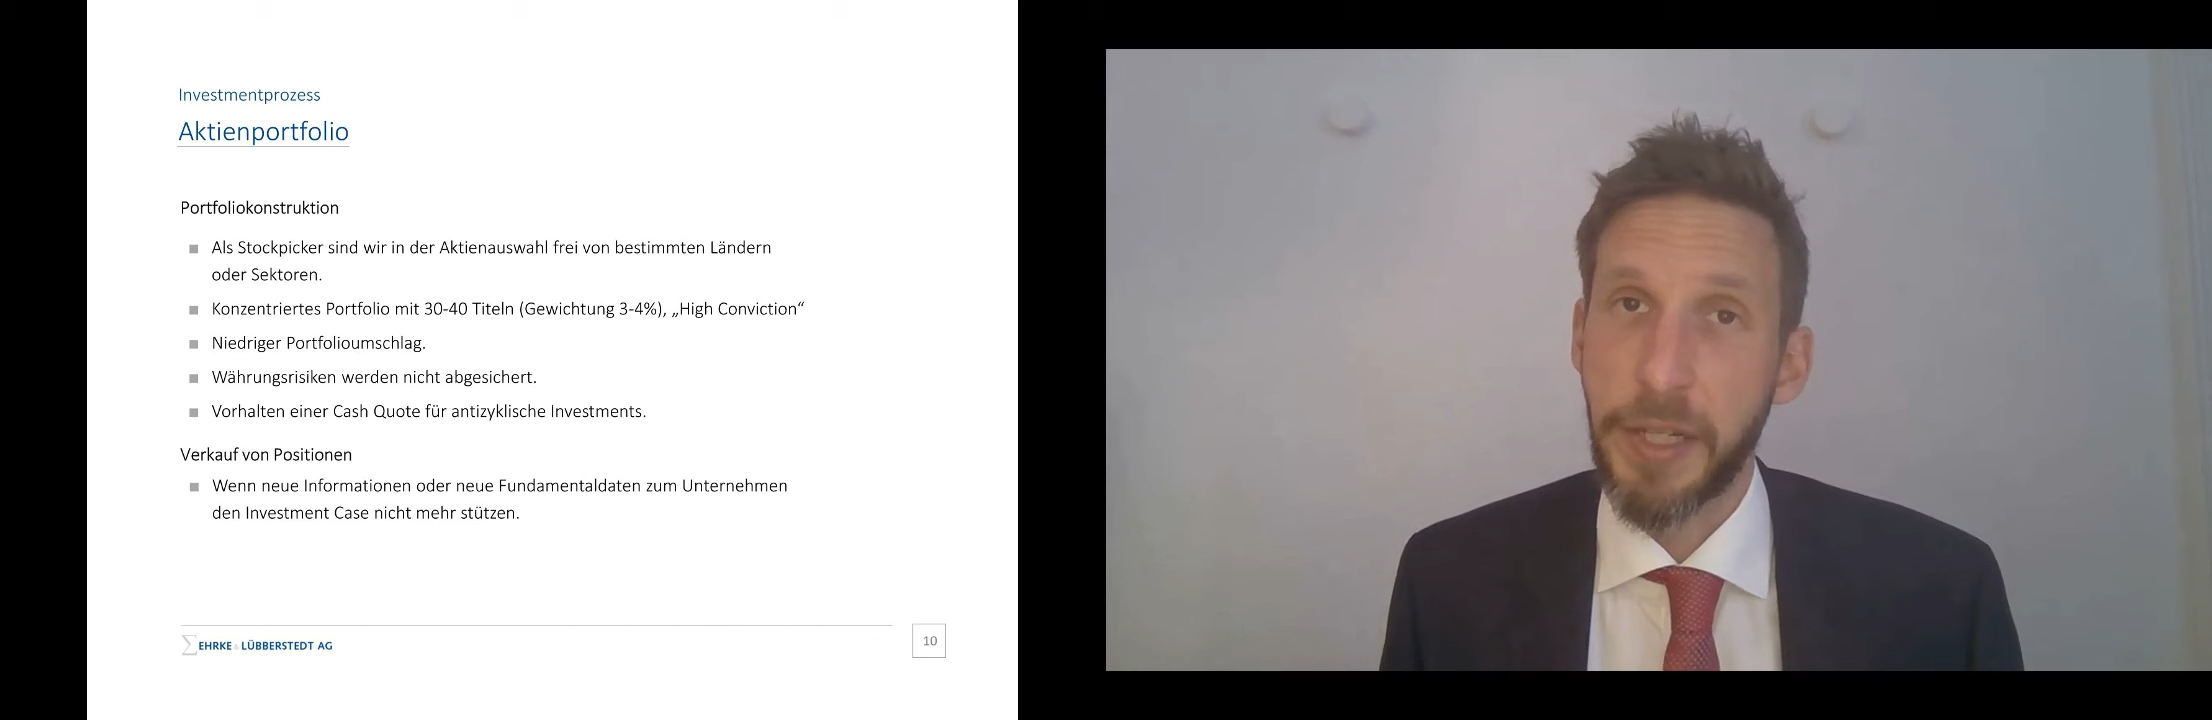 Investmentprozess
Aktienportfolio
Portfoliokonstruktion
■ Als Stockpicker sind wir in der Aktienauswahl frei von bestimmten Ländern
oder Sektoren.
■ Konzentriertes Portfolio mit 30-40 Titeln (Gewichtung 3-4%), „High Conviction“
■ Niedriger Portfolioumschlag.
■ Währungsrisiken werden nicht abgesichert.
■ Vorhalten einer Cash Quote für antizyklische Investments.
Verkauf von Positionen
■ Wenn neue Informationen oder neue Fundamentaldaten zum Unternehmen
den Investment Case nicht mehr stützen.
EHRKE & LÜBBERSTEDT AG
10